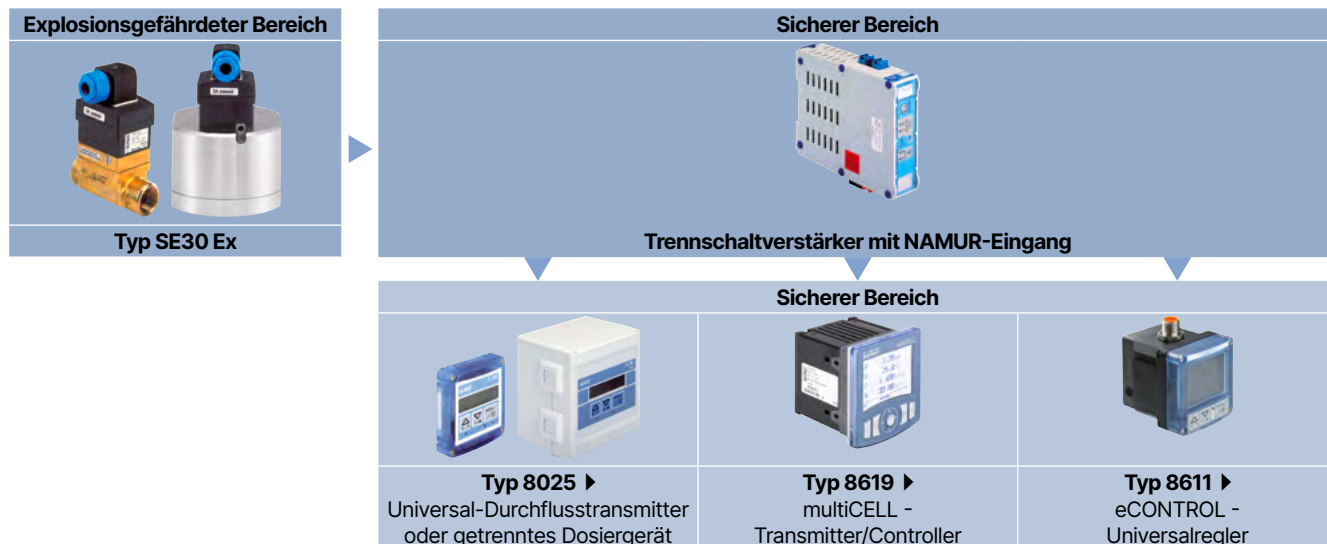 Explosionsgefährdeter Bereich
Typ SE30 Ex
Sicherer Bereich
Trennschaltverstärker mit NAMUR-Eingang
Sicherer Bereich
Typ 8025
Universal-Durchflusstransmitter
oder getrenntes Dosiergerät
Typ 8619
multiCELL -
Transmitter/Controller
Typ 8611
eCONTROL -
Universalregler